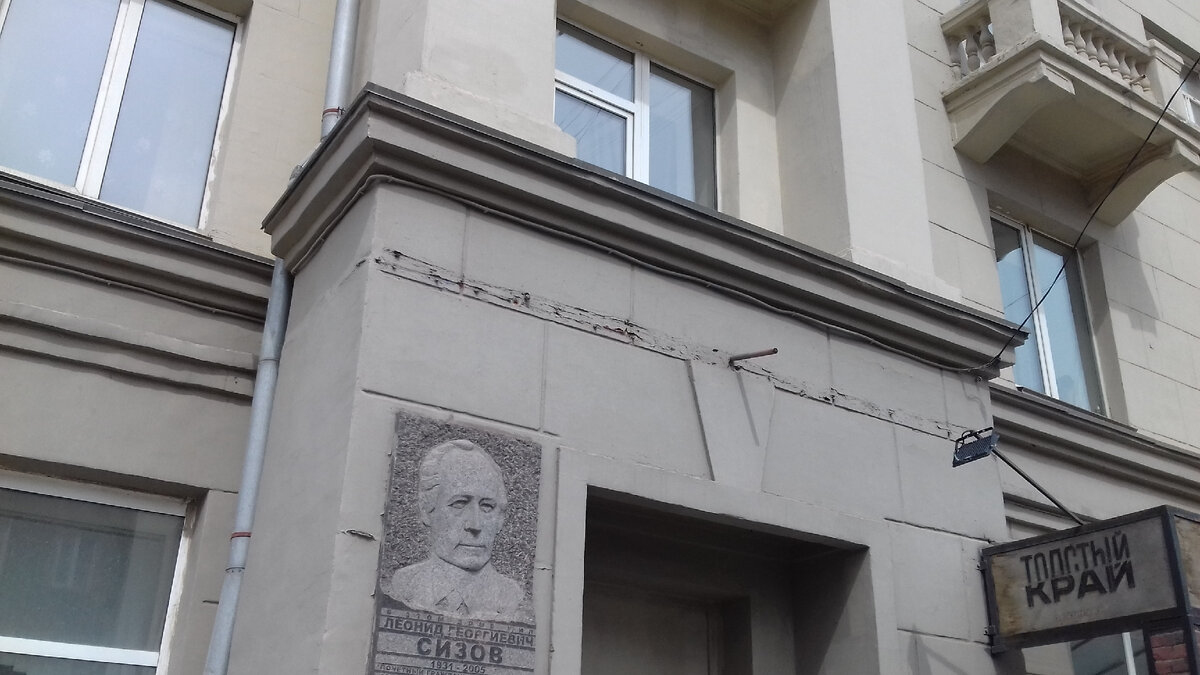 ЛЕОНИД ГЕОРГИЕВИЧ
СИЗОВ
1931 - 2005
ТОЛСТЫЙ
КРАЙ